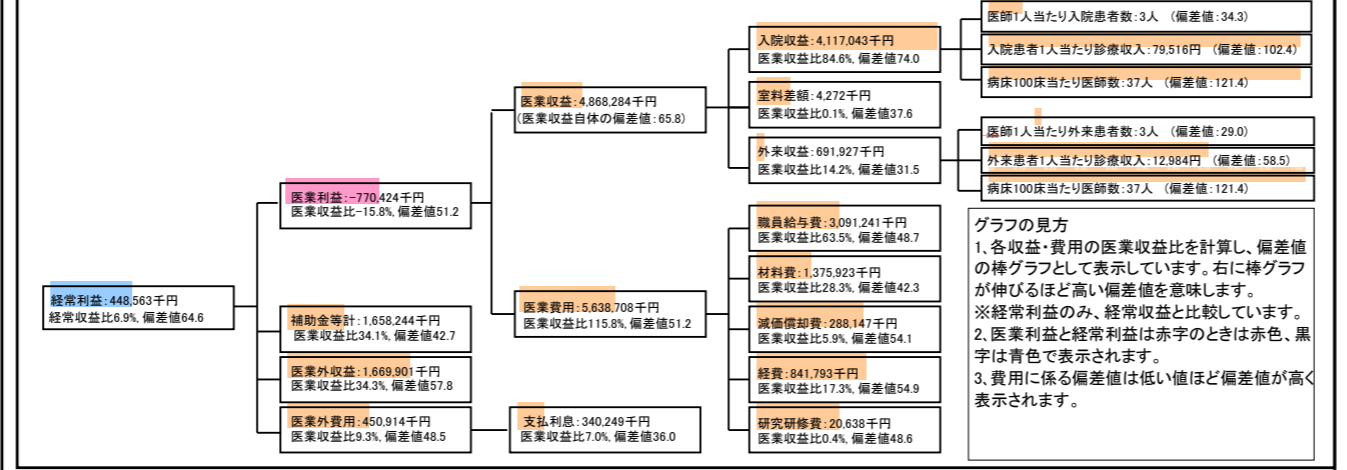 経常利益:448,563千円
経常収益比6.9%, 偏差値64.6
医業利益:-770,424千円
医業収益比-15.8%, 偏差値51.2
補助金等計:1,658,244千円
医業収益比34.1%, 偏差値42.7
医業外収益:1,669,901千円
医業収益比34.3%, 偏差値57.8
医業外費用:450,914千円
医業収益比9.3%, 偏差値48.5
医業収益:4,868,284千円
(医業収益自体の偏差値:65.8)
医業費用:5,638,708千円
医業収益比115.8%, 偏差値51.2
支払利息:340,249千円
医業収益比7.0%, 偏差値36.0
入院収益:4,117,043千円
医業収益比84.6%, 偏差値74.0
室料差額:4,272千円
医業収益比0.1%, 偏差値37.6
外来収益:691,927千円
医業収益比14.2%, 偏差値31.5
職員給与費:3,091,241千円
医業収益比63.5%, 偏差値48.7
材料費:1,375,923千円
医業収益比28.3%, 偏差値42.3
減価償却費:288,147千円
医業収益比5.9%, 偏差値54.1
経費:841,793千円
医業収益比17.3%, 偏差値54.9
研究研修費:20,638千円
医業収益比0.4%, 偏差値48.6
医師1人当たり入院患者数:3人 (偏差値:34.3)
入院患者1人当たり診療収入:79,516円 (偏差値:102.4)
病床100床当たり医師数:37人 (偏差値:121.4)
医師1人当たり外来患者数:3人 (偏差値:29.0)
外来患者1人当たり診療収入:12,984円 (偏差値:58.5)
病床100床当たり医師数:37人 (偏差値:121.4)
グラフの見方
1、各収益・費用の医業収益比を計算し、偏差値
の棒グラフとして表示しています。右に棒グラフ
が伸びるほど高い偏差値を意味します。
※経常利益のみ、経常収益と比較しています。
2、医業利益と経常利益は赤字のときは赤色、黒
字は青色で表示されます。
3、費用に係る偏差値は低い値ほど偏差値が高く
表示されます。